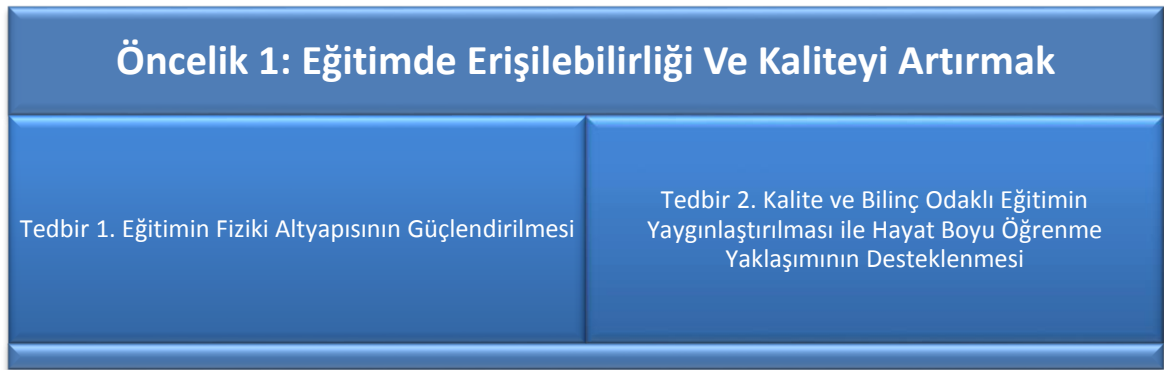 Öncelik 1: Eğitimde Erişilebilirliği Ve Kaliteyi Artırmak
Tedbir 1. Eğitimin Fiziki Altyapısının Güçlendirilmesi
Tedbir 2. Kalite ve Bilinç Odaklı Eğitimin
Yaygınlaştırılması ile Hayat Boyu Öğrenme
Yaklaşımının Desteklenmesi